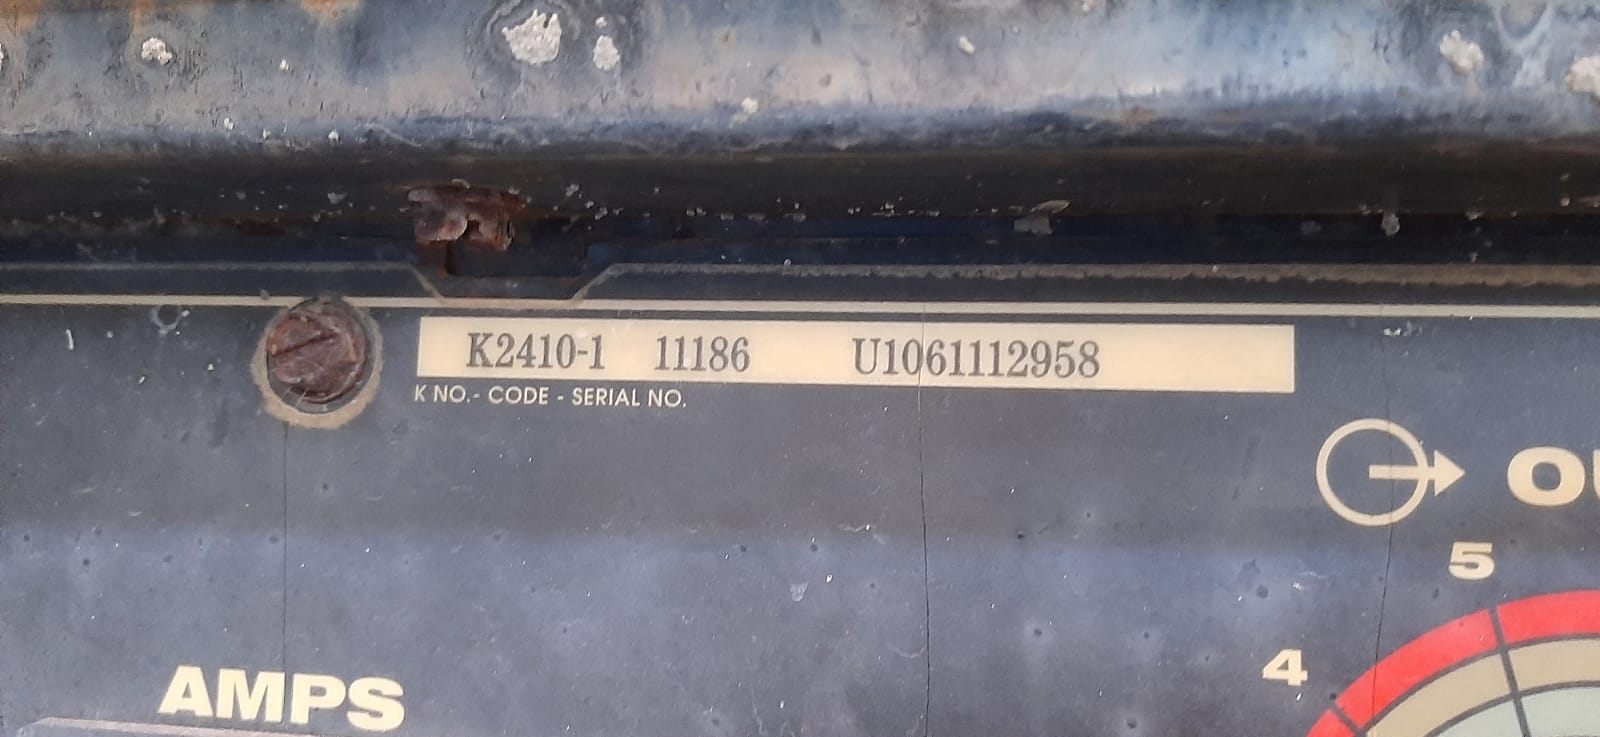 K2410-1 11186 U1061112958
K NO.- CODE - SERIAL NO.
5
4
AMPS